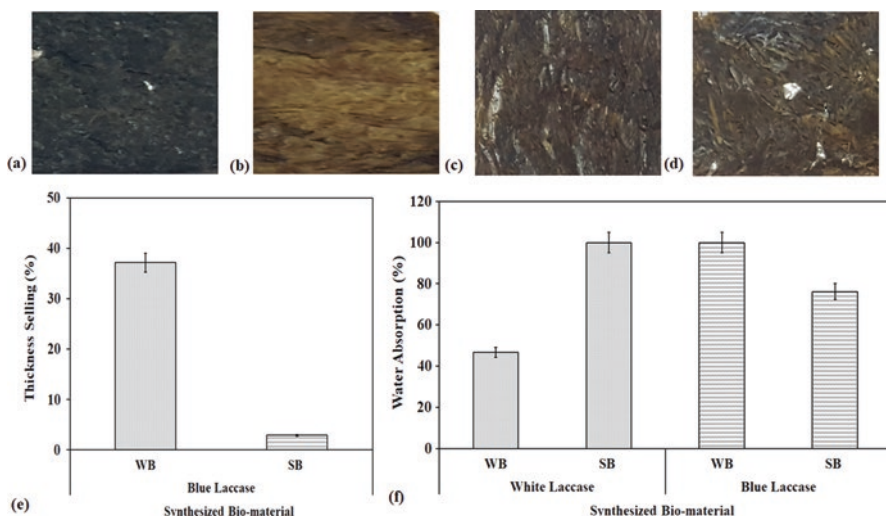 (a)
(b)
(c)
(d)
50
40
30
20
10
0
Thickness Selling (%)
WB
SB
Blue Laccase
Synthesized Bio-material
(e)
120
100
80
60
40
20
0
Water Absorption (%)
WB
SB
WB
SB
White Laccase
Blue Laccase
Synthesized Bio-material
(f)